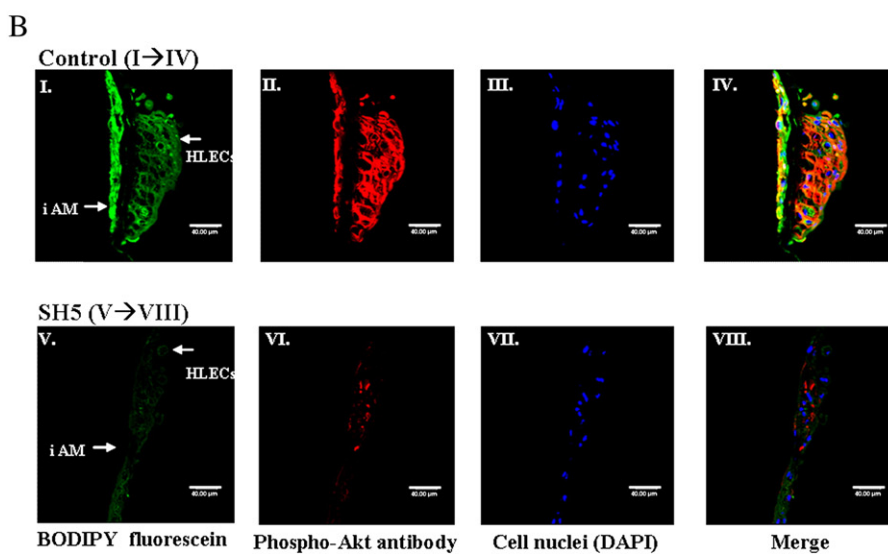 B
Control (I→IV)
I. II. III. IV.
HLECs
i AM
40.00 µm 40.00 µm 40.00 µm 40.00 µm
SH5 (V→VIII)
V. VI. VII. VIII.
HLECs
i AM
40.00 µm 40.00 µm 40.00 µm 40.00 µm
BODIPY fluorescein Phospho-Akt antibody Cell nuclei (DAPI) Merge